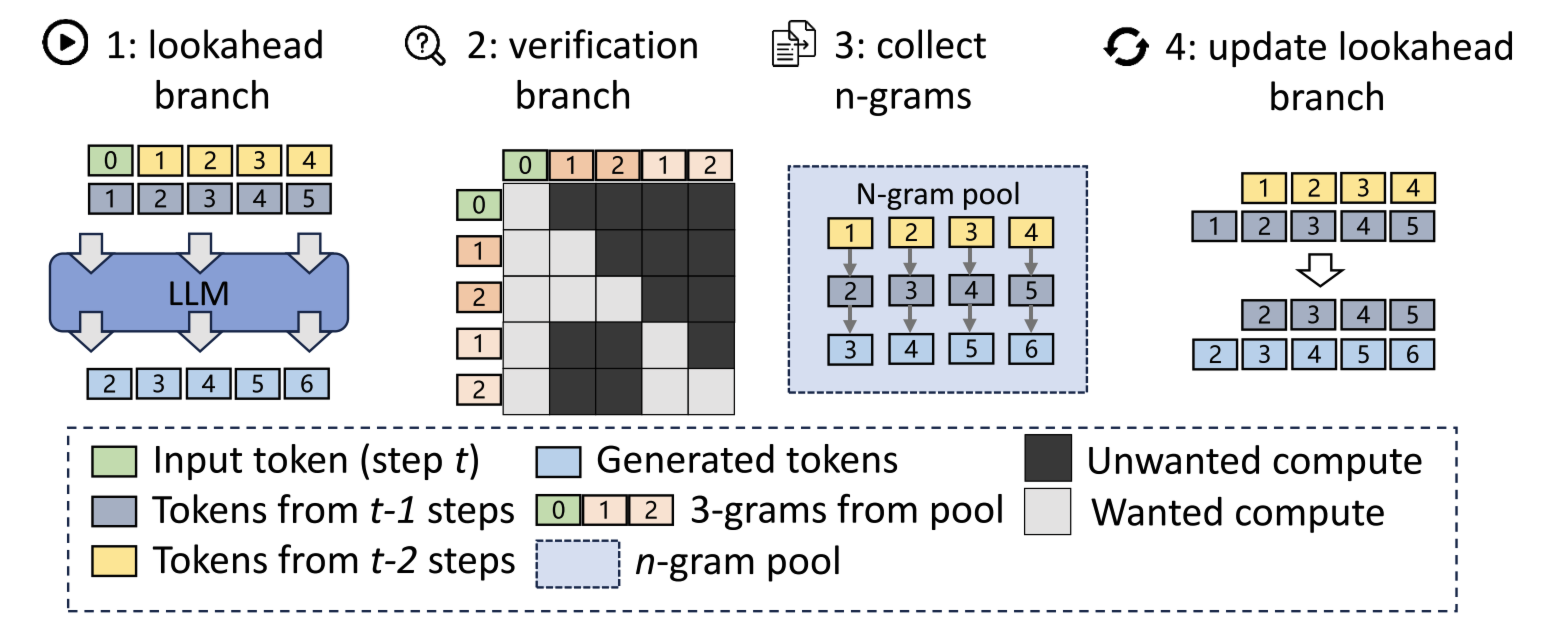 1: lookahead
branch
2: verification
branch
3: collect
n-grams
4: update lookahead
branch
0 1 2 3 4
1 2 3 4 5
LLM
2 3 4 5 6
0 1 2 1 2
0
1
2
1
2
N-gram pool
1 2 3 4
2 3 4 5
3 4 5 6
1 2 3 4
1 2 3 4 5
2 3 4 5
2 3 4 5 6
Input token (step t)
Tokens from t-1 steps
Tokens from t-2 steps
Generated tokens
0 1 2 3-grams from pool
n-gram pool
Unwanted compute
Wanted compute